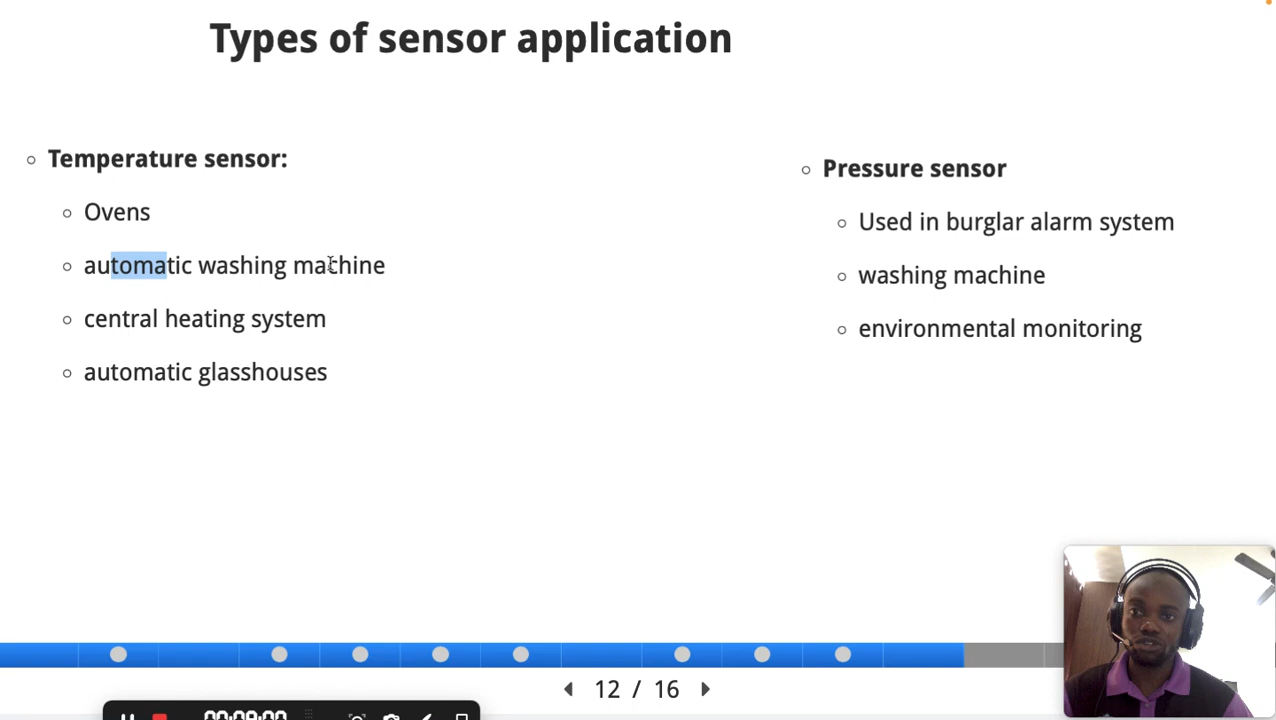 Types of sensor application
Temperature sensor:
Ovens
automatic washing machine
central heating system
automatic glasshouses
Pressure sensor
Used in burglar alarm system
washing machine
environmental monitoring
12 / 16